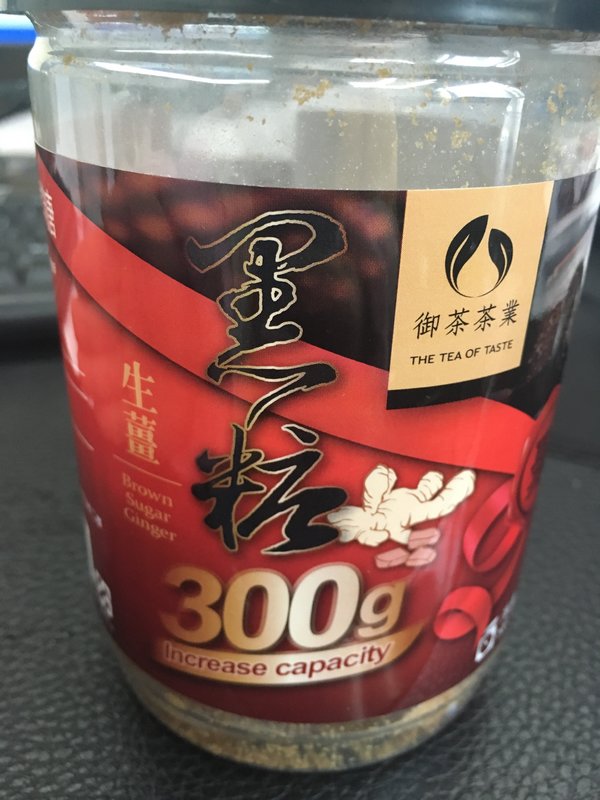 御茶茶業
THE TEA OF TASTE
黑糖
生薑
Brown
Sugar
Ginger
300g
Increase capacity